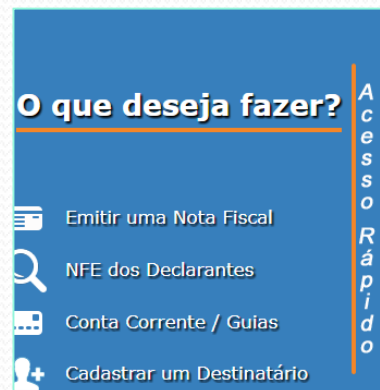 O que deseja fazer?
Emitir uma Nota Fiscal
NFE dos Declarantes
Conta Corrente / Guias
Cadastrar um Destinatário
Acesso Rápido